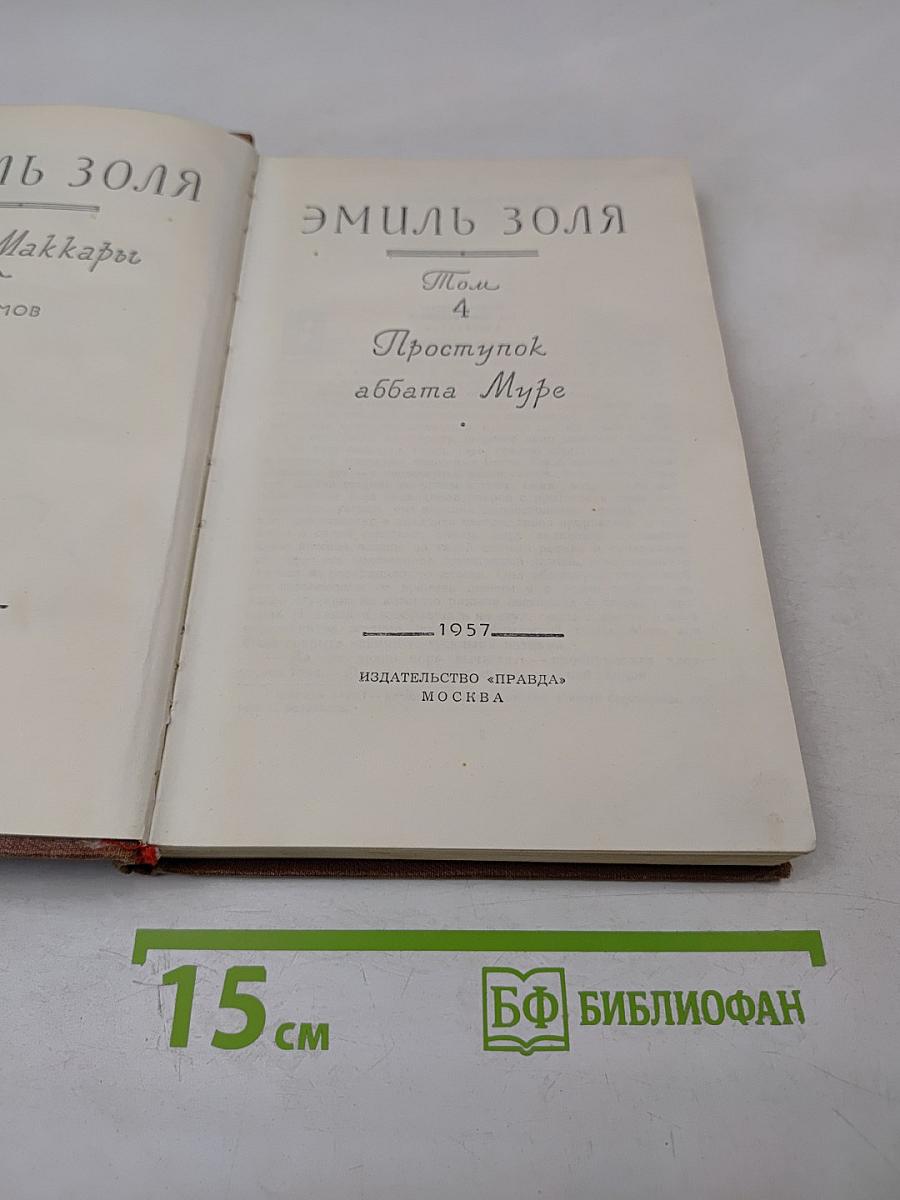 ЛЬ ЗОЛЯ
Маккары
МОВ
ЭМИЛЬ ЗОЛЯ
Том
4
Проступок
аббата Муре
1957
ИЗДАТЕЛЬСТВО «ПРАВДА»
МОСКВА
15 см
БФ БИБЛИОФАН